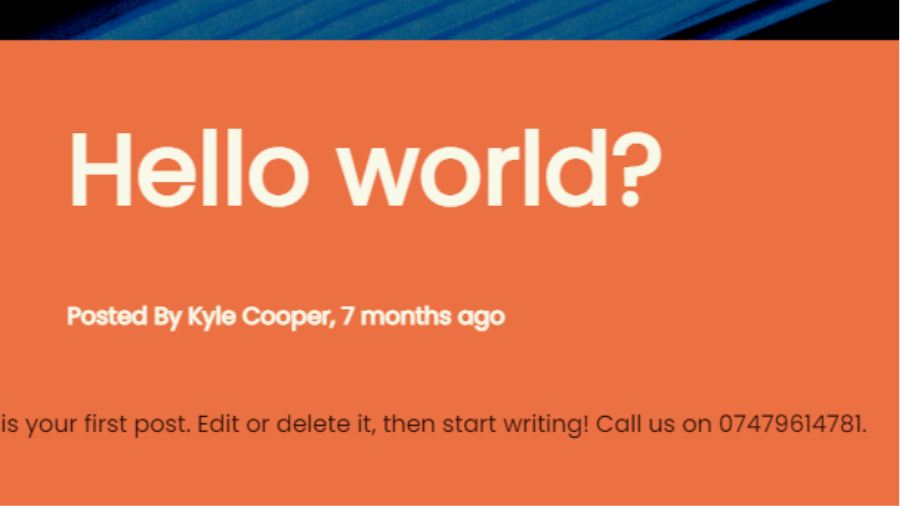 Hello world?
Posted By Kyle Cooper, 7 months ago
is your first post. Edit or delete it, then start writing! Call us on 07479614781.